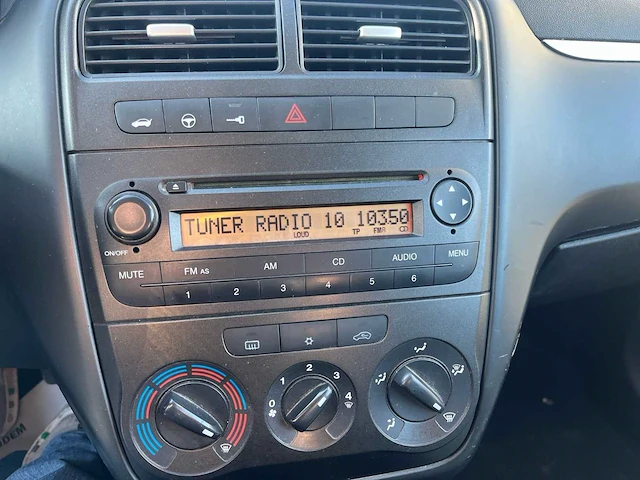 TUNER RADIO 10 10350
LOUD TP FMA CD
ON/OFF
MUTE FM AS AM CD AUDIO MENU
1 2 3 4 5 6
0 1 2 3 4